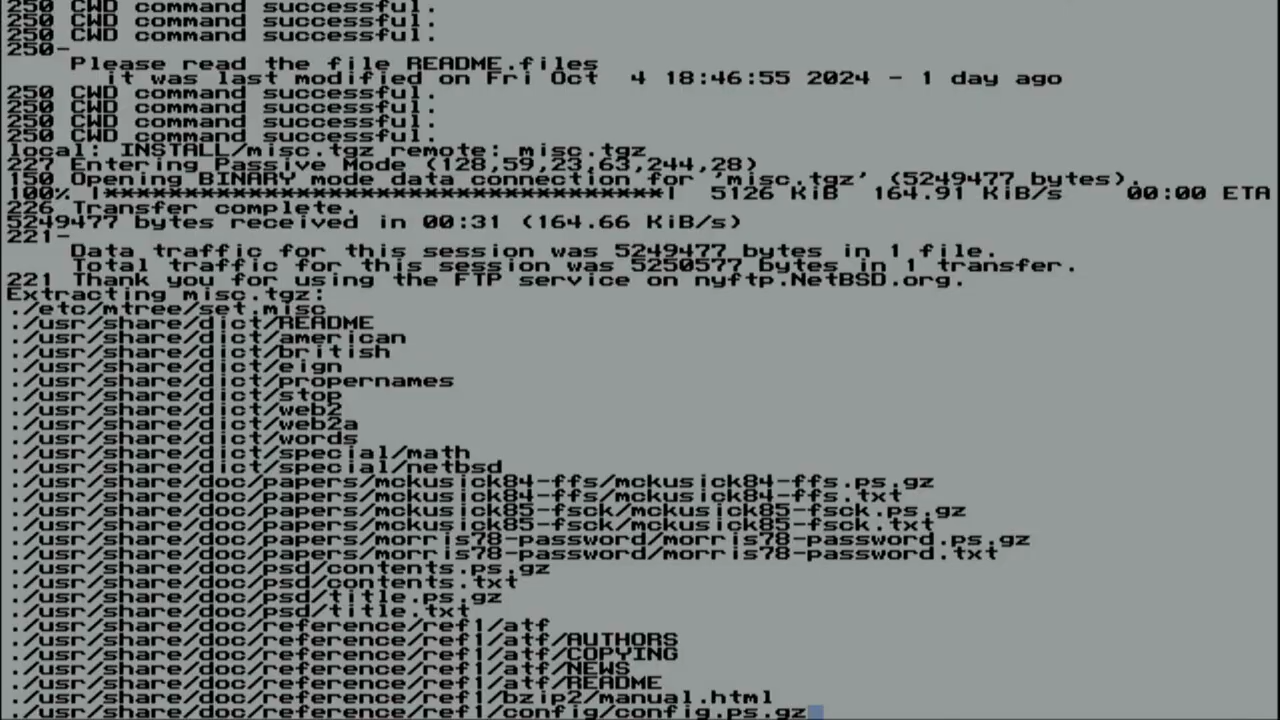 250 CWD command successful.
250 CWD command successful.
250 CWD command successful.
250-
    Please read the file README.files
      it was last modified on Fri Oct  4 18:46:55 2024 - 1 day ago
250 CWD command successful.
250 CWD command successful.
250 CWD command successful.
250 CWD command successful.
local: INSTALL/misc.tgz remote: misc.tgz
227 Entering Passive Mode (128,59,23,63,244,28)
150 Opening BINARY mode data connection for 'misc.tgz' (5249477 bytes).
100% |***********************************|  5126 KiB  164.91 KiB/s    00:00 ETA
226 Transfer complete.
5249477 bytes received in 00:31 (164.66 KiB/s)
221-
    Data traffic for this session was 5249477 bytes in 1 file.
    Total traffic for this session was 5250577 bytes in 1 transfer.
221 Thank you for using the FTP service on nyftp.NetBSD.org.
Extracting misc.tgz:
./etc/mtree/set.misc
./usr/share/dict/README
./usr/share/dict/american
./usr/share/dict/british
./usr/share/dict/eign
./usr/share/dict/propernames
./usr/share/dict/stop
./usr/share/dict/web2
./usr/share/dict/web2a
./usr/share/dict/words
./usr/share/dict/special/math
./usr/share/dict/special/netbsd
./usr/share/doc/papers/mckusick84-ffs/mckusick84-ffs.ps.gz
./usr/share/doc/papers/mckusick84-ffs/mckusick84-ffs.txt
./usr/share/doc/papers/mckusick85-fsck/mckusick85-fsck.ps.gz
./usr/share/doc/papers/mckusick85-fsck/mckusick85-fsck.txt
./usr/share/doc/papers/morris78-password/morris78-password.ps.gz
./usr/share/doc/papers/morris78-password/morris78-password.txt
./usr/share/doc/psd/contents.ps.gz
./usr/share/doc/psd/contents.txt
./usr/share/doc/psd/title.ps.gz
./usr/share/doc/psd/title.txt
./usr/share/doc/reference/ref1/atf
./usr/share/doc/reference/ref1/atf/AUTHORS
./usr/share/doc/reference/ref1/atf/COPYING
./usr/share/doc/reference/ref1/atf/NEWS
./usr/share/doc/reference/ref1/atf/README
./usr/share/doc/reference/ref1/bzip2/manual.html
./usr/share/doc/reference/ref1/config/config.ps.gz